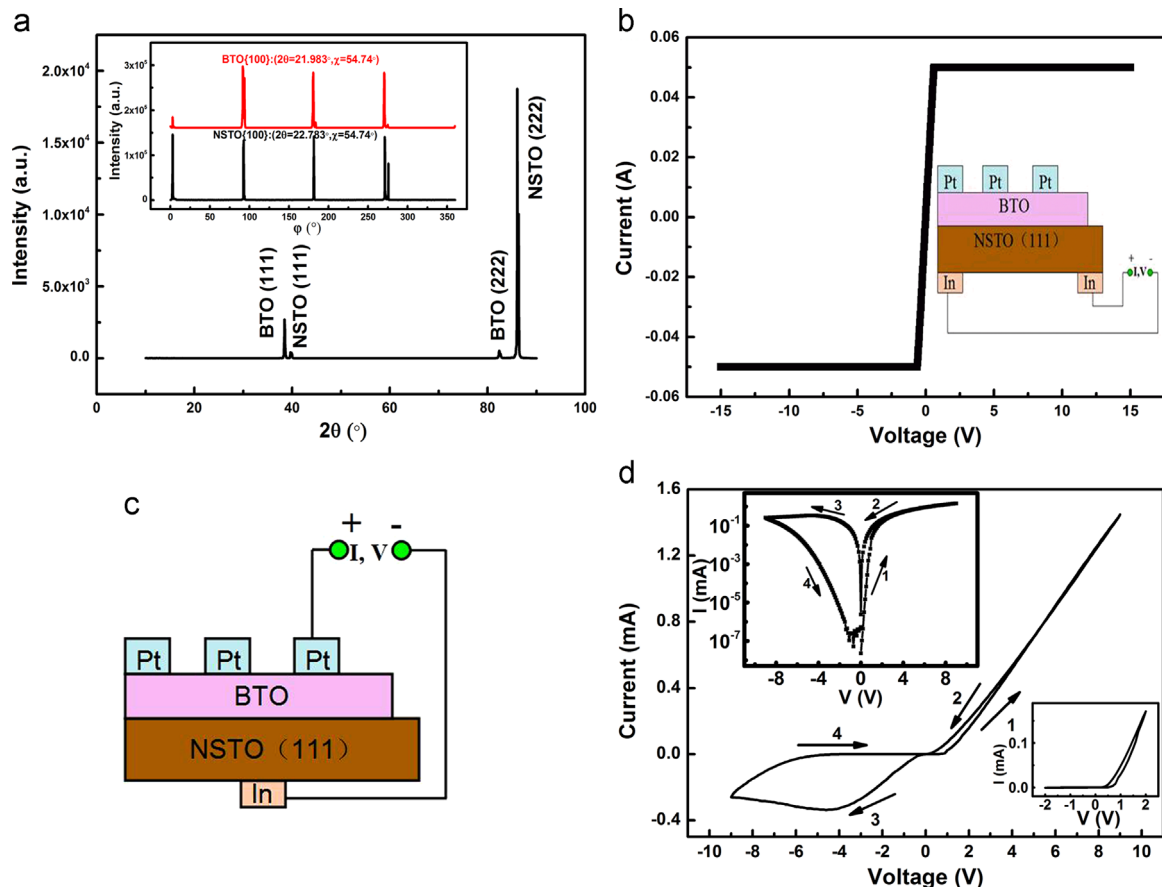 a
Intensity (a.u.)
2.0x10⁴
1.5x10⁴
1.0x10⁴
5.0x10³
0.0
0 20 40 60 80 100
2θ (°)
BTO (111)
NSTO (111)
BTO (222)
NSTO (222)
Intensity (a.u.)
3x10⁵
2x10⁵
1x10⁵
0
BTO{100}:(2θ=21.983°,χ=54.74°)
NSTO{100}:(2θ=22.783°,χ=54.74°)
0 50 100 150 200 250 300 350
φ (°)
b
Current (A)
0.06
0.04
0.02
0.00
-0.02
-0.04
-0.06
-15 -10 -5 0 5 10 15
Voltage (V)
Pt Pt Pt
BTO
NSTO（111）
In In
+ -
I,V
c
+ -
I, V
Pt Pt Pt
BTO
NSTO（111）
In
d
Current (mA)
1.6
1.2
0.8
0.4
0.0
-0.4
-10 -8 -6 -4 -2 0 2 4 6 8 10
Voltage (V)
I (mA)
10⁻¹
10⁻³
10⁻⁵
10⁻⁷
-8 -4 0 4 8
V (V)
3 2
4 1
2
1
4
3
I (mA)
0.1
0.0
-2 -1 0 1 2
V (V)